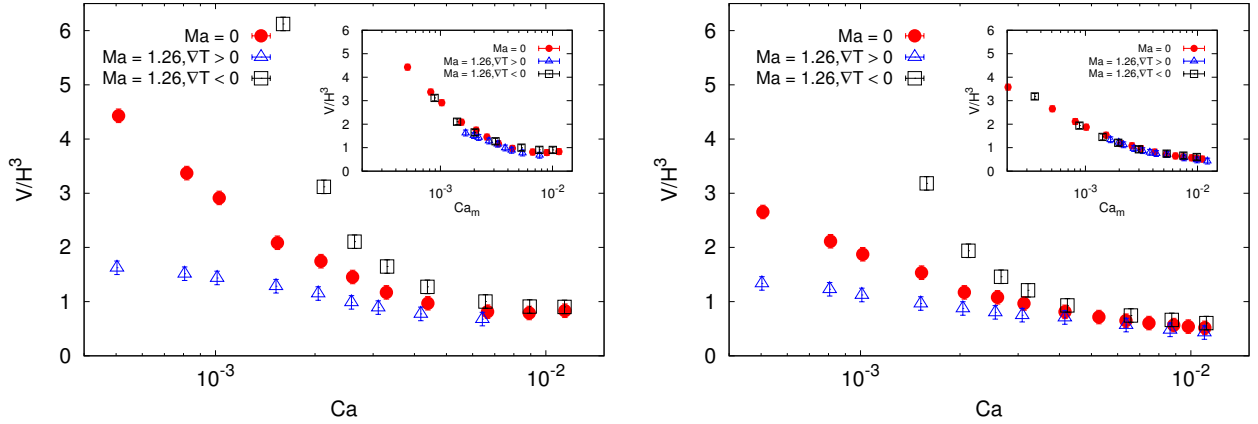 V/H³
6
5
4
3
2
1
0
10⁻³
10⁻²
Ca
Ma = 0
Ma = 1.26,∇T > 0
Ma = 1.26,∇T < 0
V/H³
6
5
4
3
2
1
0
10⁻³
10⁻²
Caₘ
Ma = 0
Ma = 1.26,∇T > 0
Ma = 1.26,∇T < 0
V/H³
6
5
4
3
2
1
0
10⁻³
10⁻²
Ca
Ma = 0
Ma = 1.26,∇T > 0
Ma = 1.26,∇T < 0
V/H³
6
5
4
3
2
1
0
10⁻³
10⁻²
Caₘ
Ma = 0
Ma = 1.26,∇T > 0
Ma = 1.26,∇T < 0